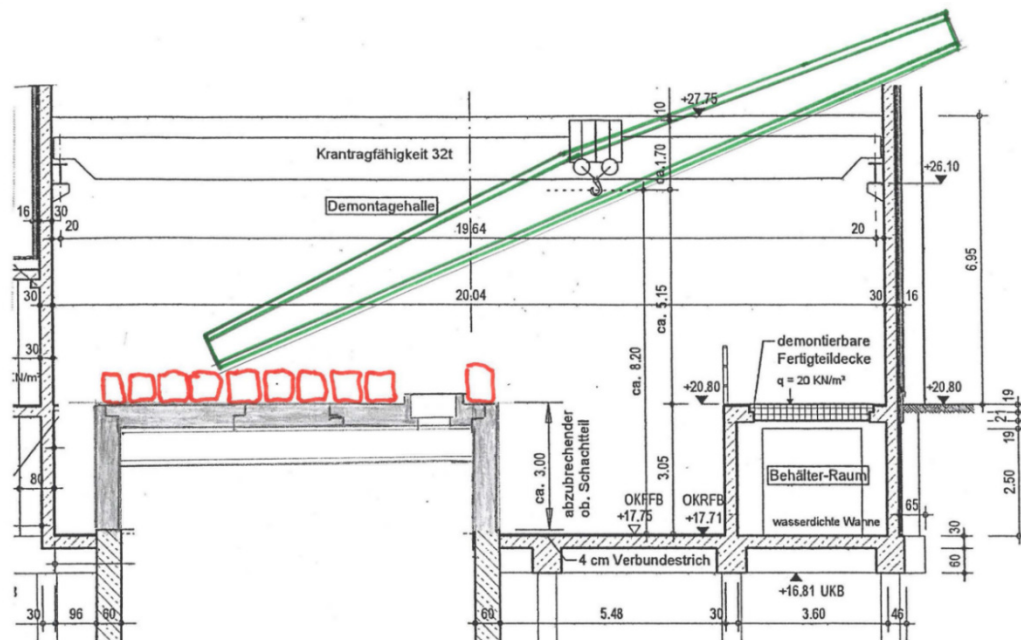 +27.75
10
Krantragfähigkeit 32t
ca.1.70
+26.10
Demontagehalle
16
30
20
19.64
20
6.95
30
20.04
30
16
ca. 5.15
30
demontierbare
Fertigteildecke
ca. 8.20
KN/m³
q = 20 KN/m³
+20.80
+20.80
19
21
19
ca. 3.00
abzubrechender
ob. Schachtteil
3.05
2.50
80
Behälter-Raum
OKFFB
+17.75
OKRFB
+17.71
65
wasserdichte Wanne
30
4 cm Verbundestrich
60
+16.81 UKB
30
96
60
60
5.48
30
3.60
46